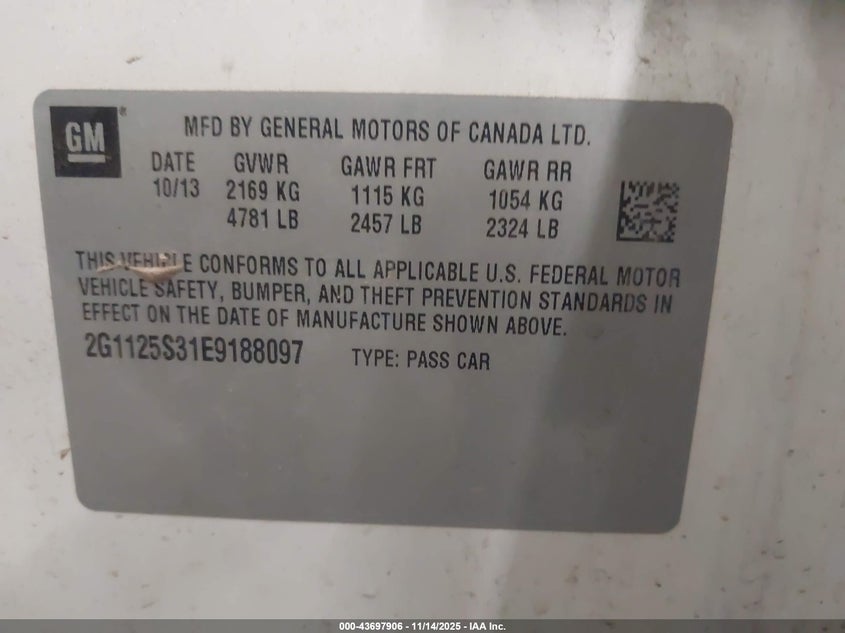 GM
MFD BY GENERAL MOTORS OF CANADA LTD.
DATE GVWR GAWR FRT GAWR RR
10/13 2169 KG 1115 KG 1054 KG
4781 LB 2457 LB 2324 LB
THIS VEHICLE CONFORMS TO ALL APPLICABLE U.S. FEDERAL MOTOR
VEHICLE SAFETY, BUMPER, AND THEFT PREVENTION STANDARDS IN
EFFECT ON THE DATE OF MANUFACTURE SHOWN ABOVE.
2G1125S31E9188097 TYPE: PASS CAR
000-43697906 - 11/14/2025 - IAA Inc.